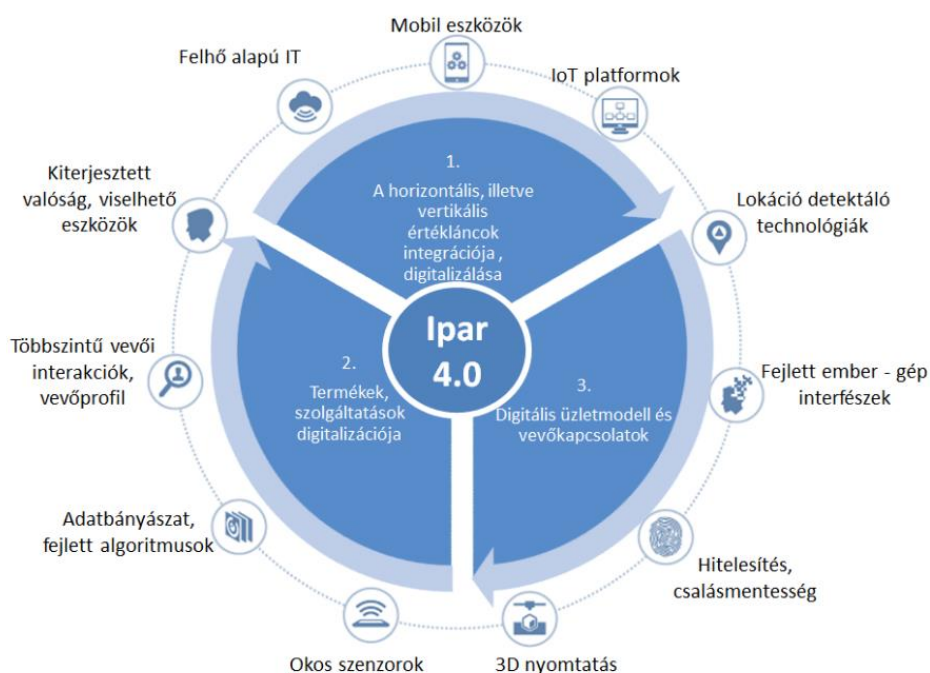 Mobil eszközök
Felhő alapú IT
IoT platformok
Kiterjesztett
valóság, viselhető
eszközök
Lokáció detektáló
technológiák
1.
A horizontális, illetve
vertikális
értékláncok
integrációja ,
digitalizálása
Ipar
4.0
Többszintű vevői
interakciók,
vevőprofil
2.
Termékek,
szolgáltatások
digitalizációja
3.
Digitális üzletmodell és
vevőkapcsolatok
Fejlett ember - gép
interfészek
Adatbányászat,
fejlett algoritmusok
Hitelesítés,
csalásmentesség
Okos szenzorok
3D nyomtatás